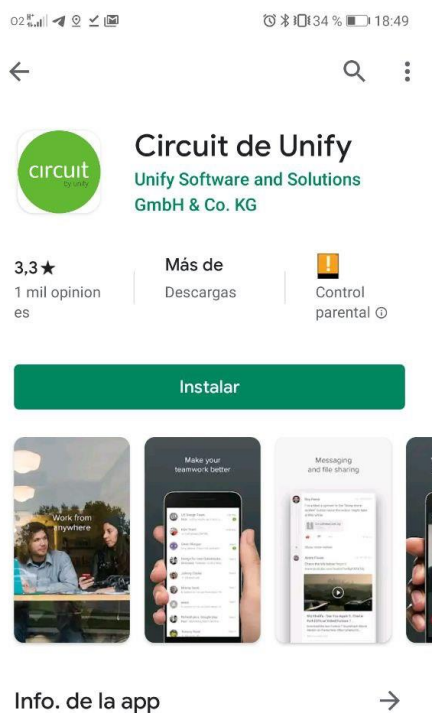 34 % 18:49
circuit
by unify
Circuit de Unify
Unify Software and Solutions
GmbH & Co. KG
3,3★
1 mil opinion
es
Más de
Descargas
!
Control
parental
Instalar
Work from
anywhere
Make your
teamwork better
Messaging
and file sharing
Info. de la app